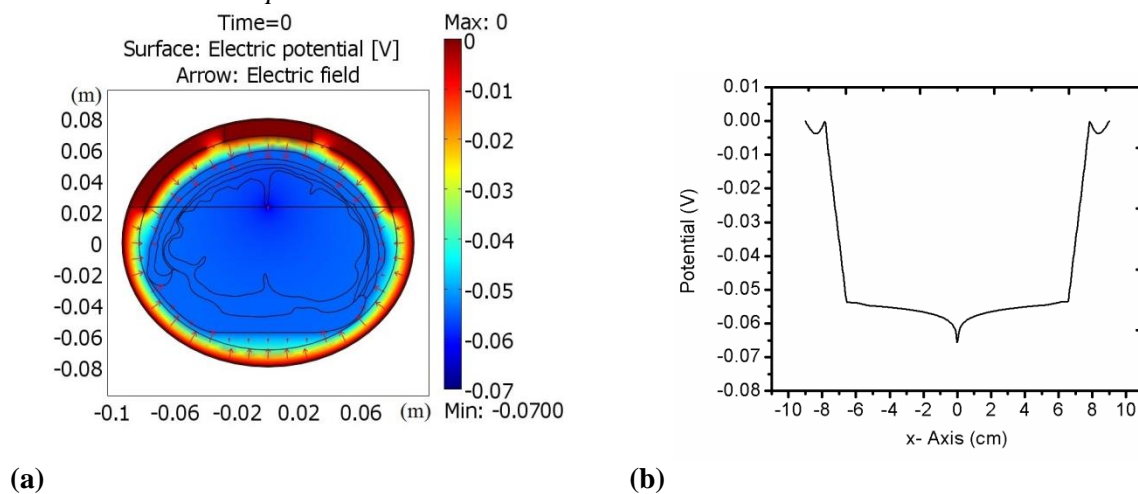 Time=0
Surface: Electric potential [V]
Arrow: Electric field
Max: 0
(m)
0.08
0.06
0.04
0.02
0
-0.02
-0.04
-0.06
-0.08
-0.1 -0.06 -0.02 0.02 0.06 (m)
0
-0.01
-0.02
-0.03
-0.04
-0.05
-0.06
-0.07
Min: -0.0700
(a)
Potential (V)
0.01
0.00
-0.01
-0.02
-0.03
-0.04
-0.05
-0.06
-0.07
-0.08
-10 -8 -6 -4 -2 0 2 4 6 8 10
x- Axis (cm)
(b)